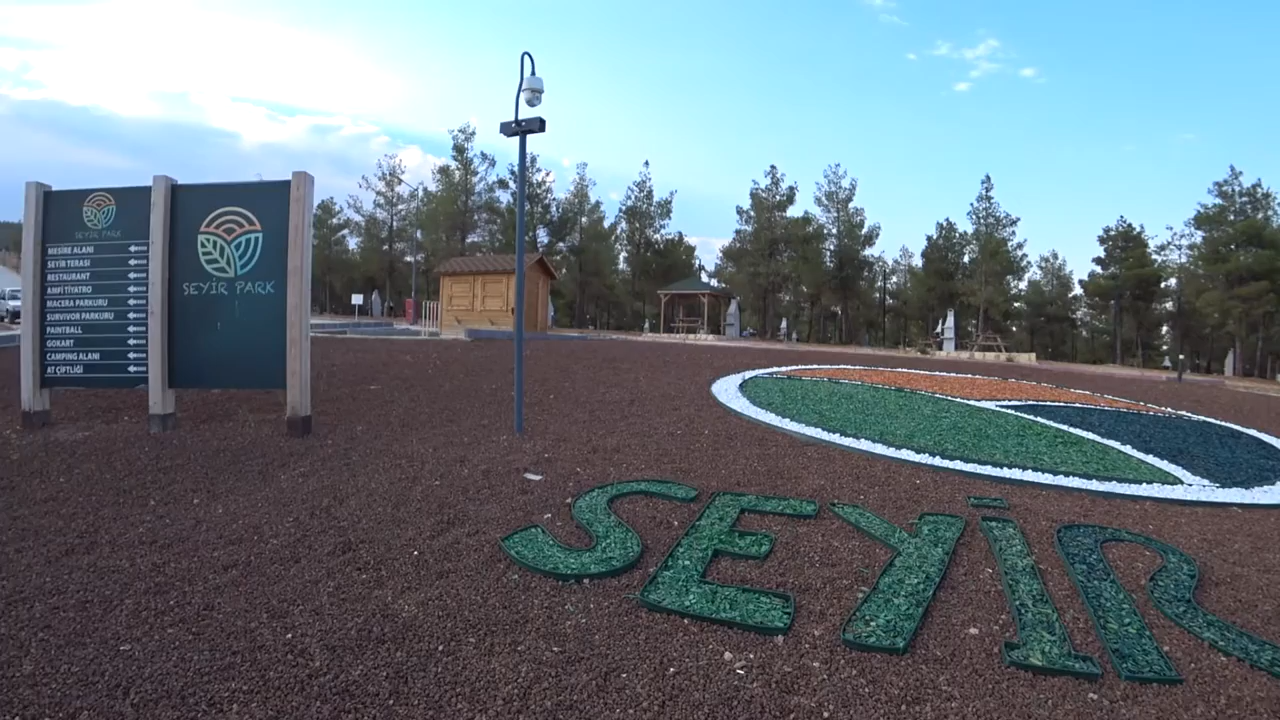 SEYİR PARK
MESİRE ALANI
SEYİR TERASI
RESTAURANT
AMFİTİYATRO
MACERA PARKURU
SURVIVOR PARKURU
PAINTBALL
GOKART
CAMPING ALANI
AT ÇİFTLİĞİ
SEYİR PARK
SEYİR